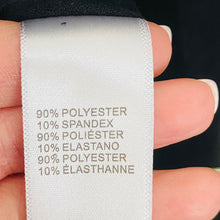 90% POLYESTER
10% SPANDEX
90% POLIÉSTER
10% ELASTANO
90% POLYESTER
10% ÉLASTHANNE